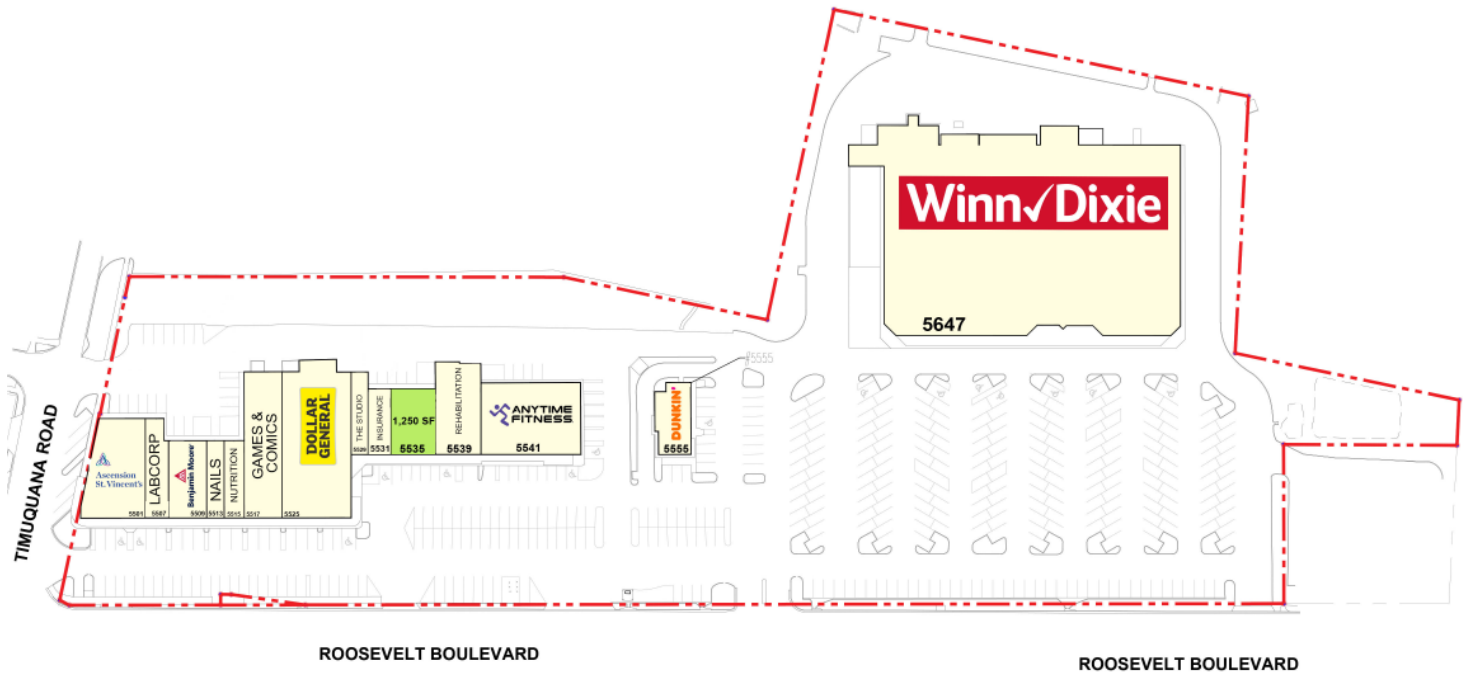 Winn✓Dixie
5647
#5555
DUNKIN'
5555
TIMUQUANA ROAD
Ascension
St. Vincent's
5501
LABCORP
5507
Benjamin Moore
5509
NAILS
5513
NUTRITION
5515
GAMES &
COMICS
5517
DOLLAR
GENERAL
5525
THE STUDIO
5529
INSURANCE
5531
1,250 SF
5535
REHABILITATION
5539
ANYTIME
FITNESS
5541
ROOSEVELT BOULEVARD
ROOSEVELT BOULEVARD